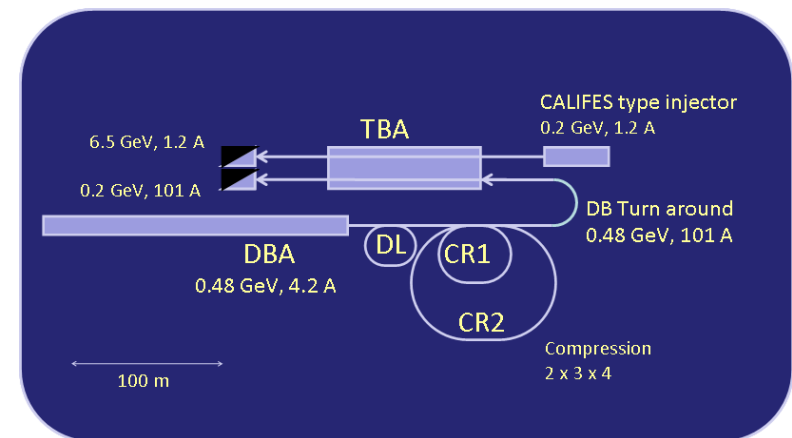 CALIFES type injector
0.2 GeV, 1.2 A
TBA
6.5 GeV, 1.2 A
0.2 GeV, 101 A
DB Turn around
0.48 GeV, 101 A
DL
CR1
DBA
0.48 GeV, 4.2 A
CR2
Compression
2 x 3 x 4
100 m